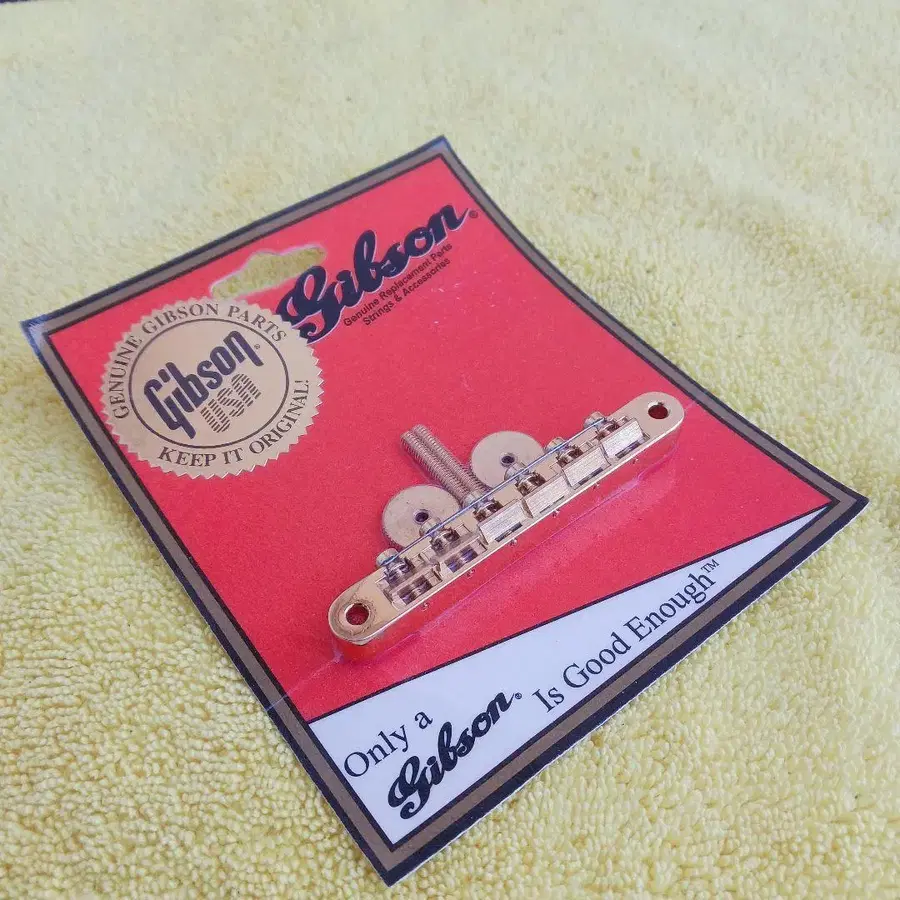 Gibson®
Genuine Replacement Parts
Strings & Accessories
GENUINE GIBSON PARTS
Gibson®
USA
KEEP IT ORIGINAL!
Only a
Gibson®
Is Good Enough™